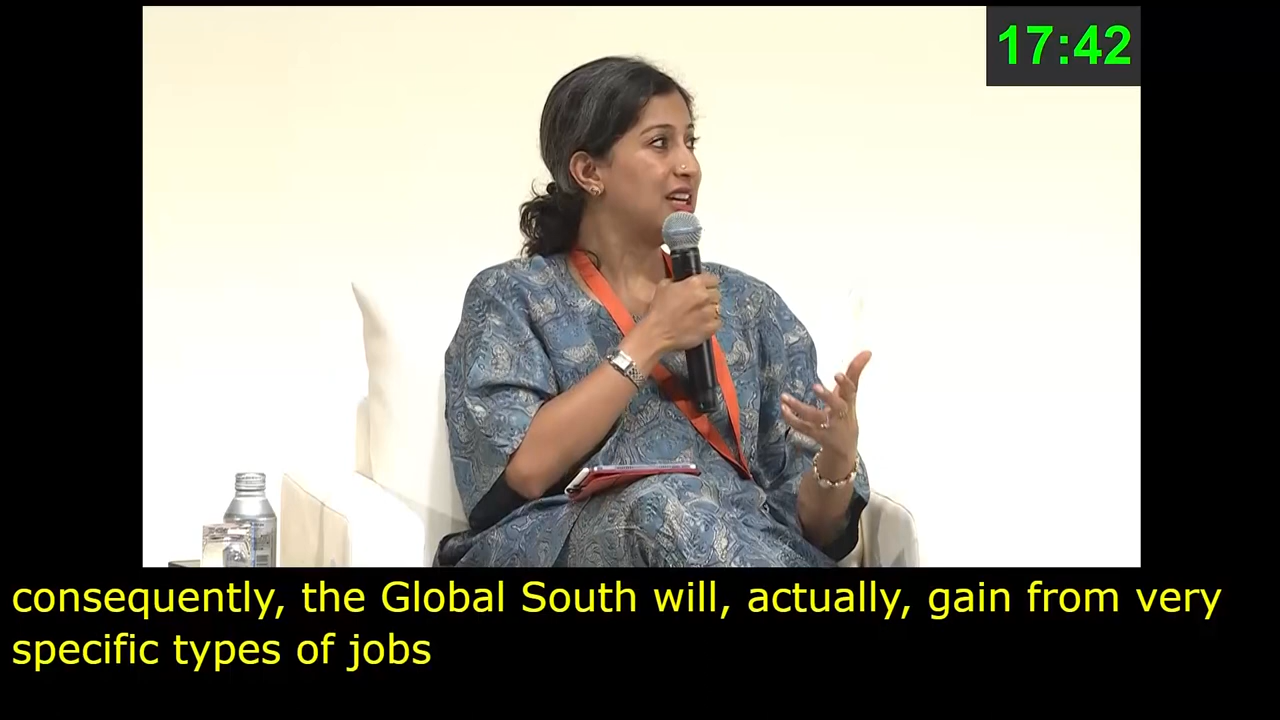 17:42
consequently, the Global South will, actually, gain from very
specific types of jobs